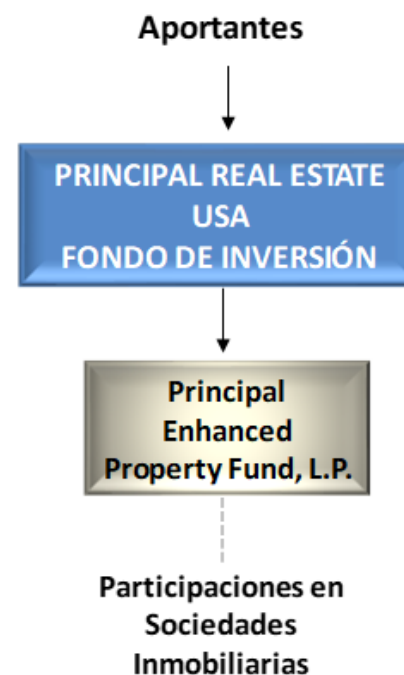 Aportantes
PRINCIPAL REAL ESTATE
USA
FONDO DE INVERSIÓN
Principal
Enhanced
Property Fund, L.P.
Participaciones en
Sociedades
Inmobiliarias